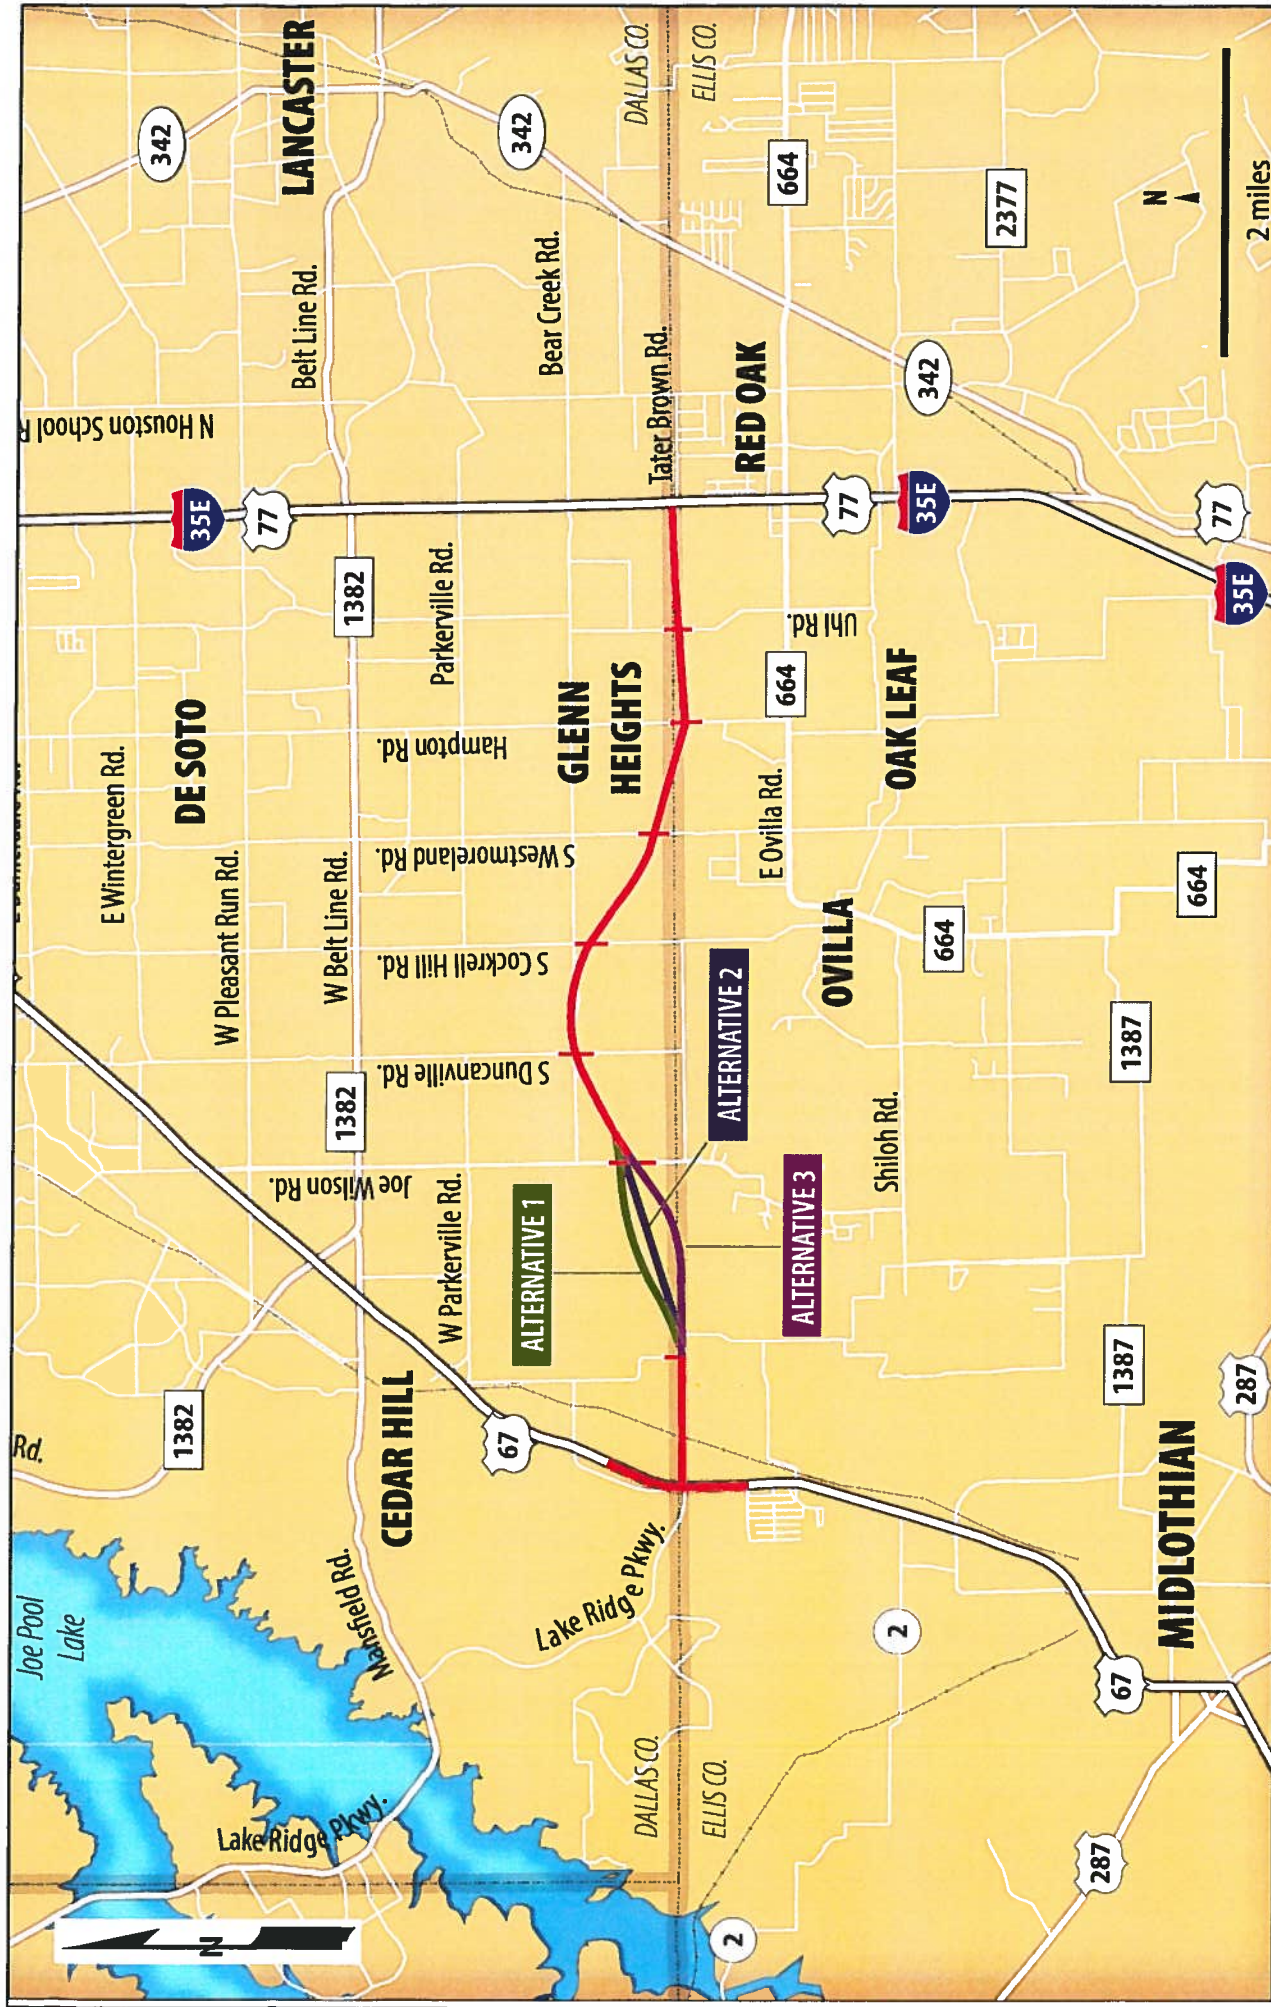 Joe Pool
Lake
Lake Ridge Pkwy.
Mansfield Rd.
Rd.
1382
CEDAR HILL
67
Lake Ridge Pkwy.
W Parkerville Rd.
Joe Wilson Rd.
1382
E Wintergreen Rd.
W Pleasant Run Rd.
W Belt Line Rd.
DE SOTO
S Duncanville Rd.
S Cockrell Hill Rd.
S Westmoreland Rd.
Hampton Rd.
Parkerville Rd.
1382
35E
77
N Houston School R
Belt Line Rd.
LANCASTER
342
342
Bear Creek Rd.
Tater Brown Rd.
GLENN
HEIGHTS
ALTERNATIVE 1
ALTERNATIVE 2
ALTERNATIVE 3
DALLAS CO.
ELLIS CO.
DALLAS CO.
ELLIS CO.
RED OAK
664
2377
342
77
35E
Uhl Rd.
664
OAK LEAF
E Ovilla Rd.
OVILLA
664
664
Shiloh Rd.
1387
1387
287
MIDLOTHIAN
67
2
2
287
77
35E
N
N
2 miles